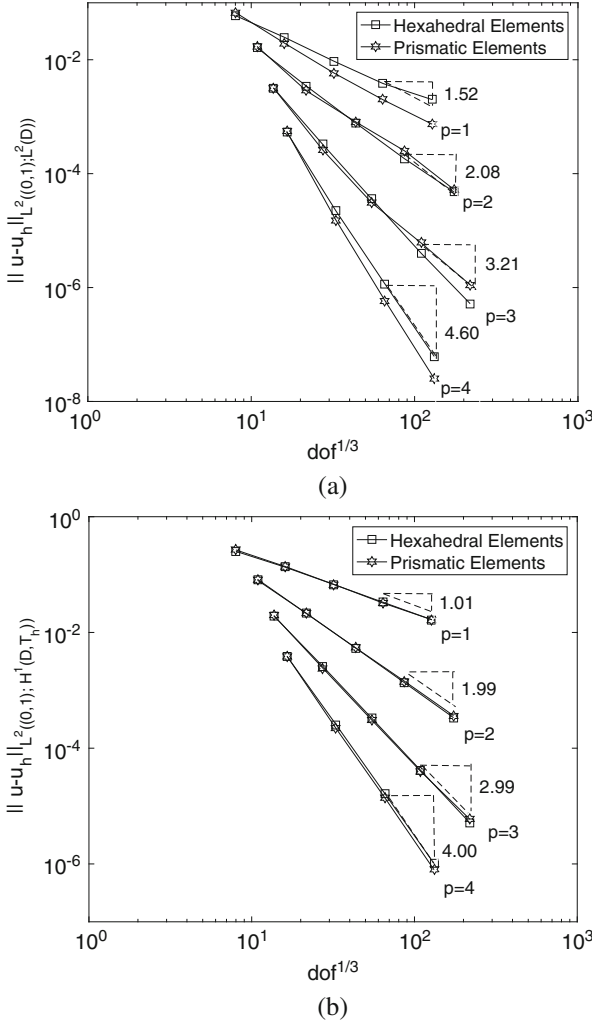 10^-2
10^-4
10^-6
10^-8
|| u-u_h||_L^2((0,1);L^2(D))
Hexahedral Elements
Prismatic Elements
1.52
p=1
2.08
p=2
3.21
p=3
4.60
p=4
10^0
10^1
10^2
10^3
dof^1/3
(a)
10^0
10^-2
10^-4
10^-6
|| u-u_h||_L^2((0,1); H^1(D,T_h))
Hexahedral Elements
Prismatic Elements
1.01
p=1
1.99
p=2
2.99
p=3
4.00
p=4
10^0
10^1
10^2
10^3
dof^1/3
(b)